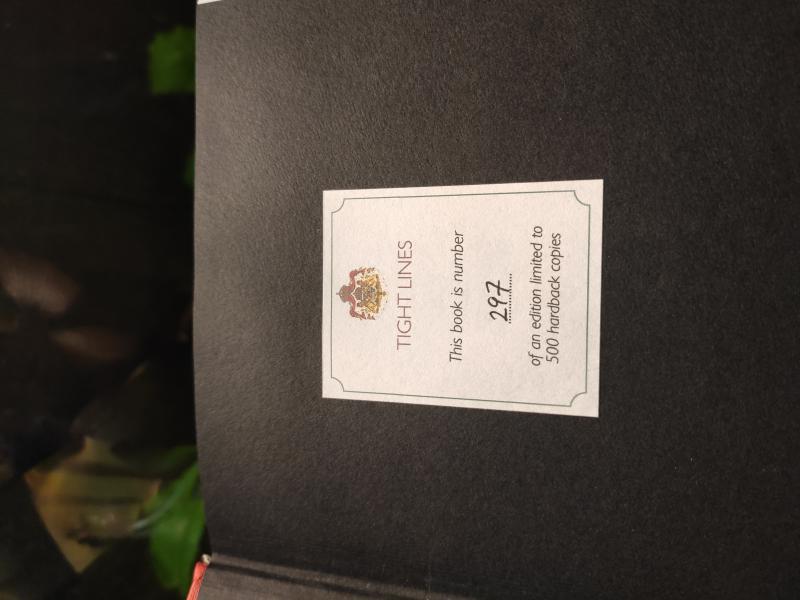 TIGHT LINES
This book is number
297
of an edition limited to
500 hardback copies